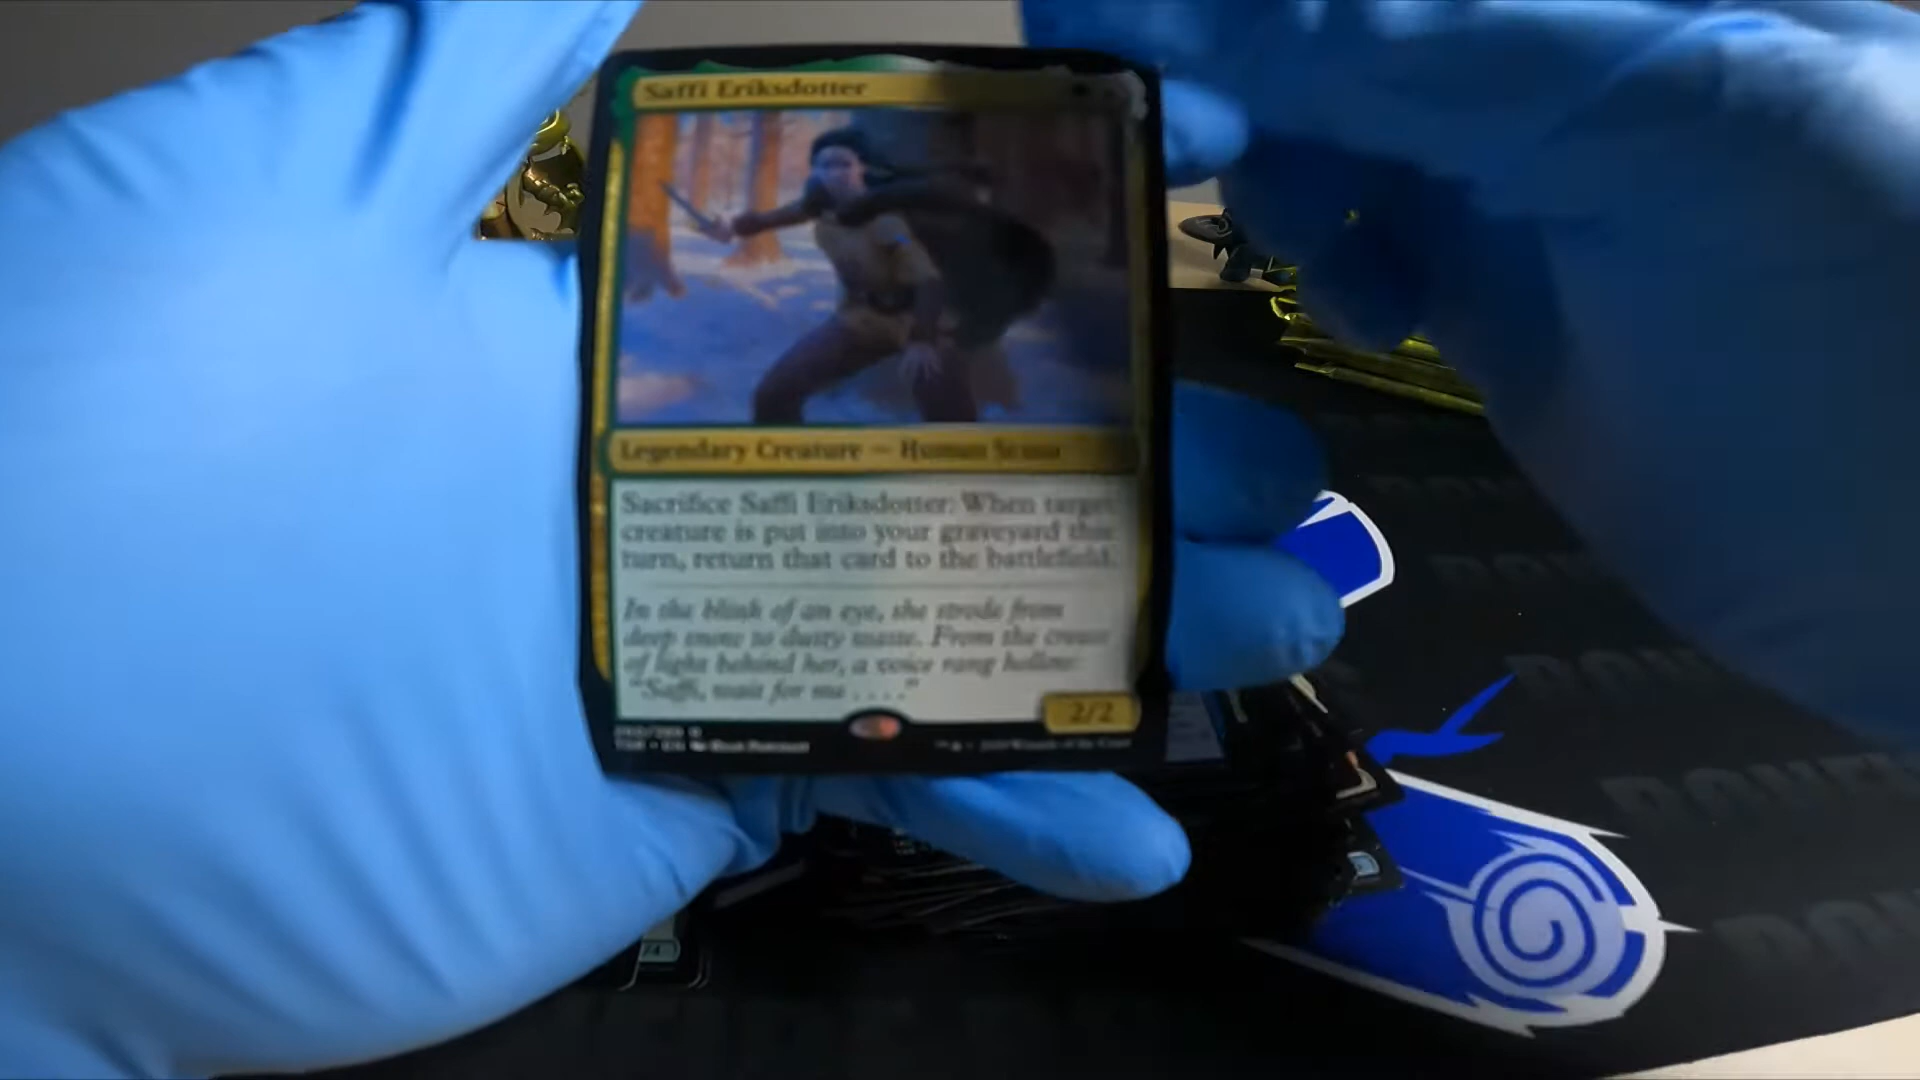 Saffi Eriksdotter
Legendary Creature — Human Scout
Sacrifice Saffi Eriksdotter: When target
creature is put into your graveyard this
turn, return that card to the battlefield.
In the blink of an eye, she strode from
deep snow to dusty waste. From the crease
of light behind her, a voice rang hollow:
"Saffi, wait for me . . . ."
2/2